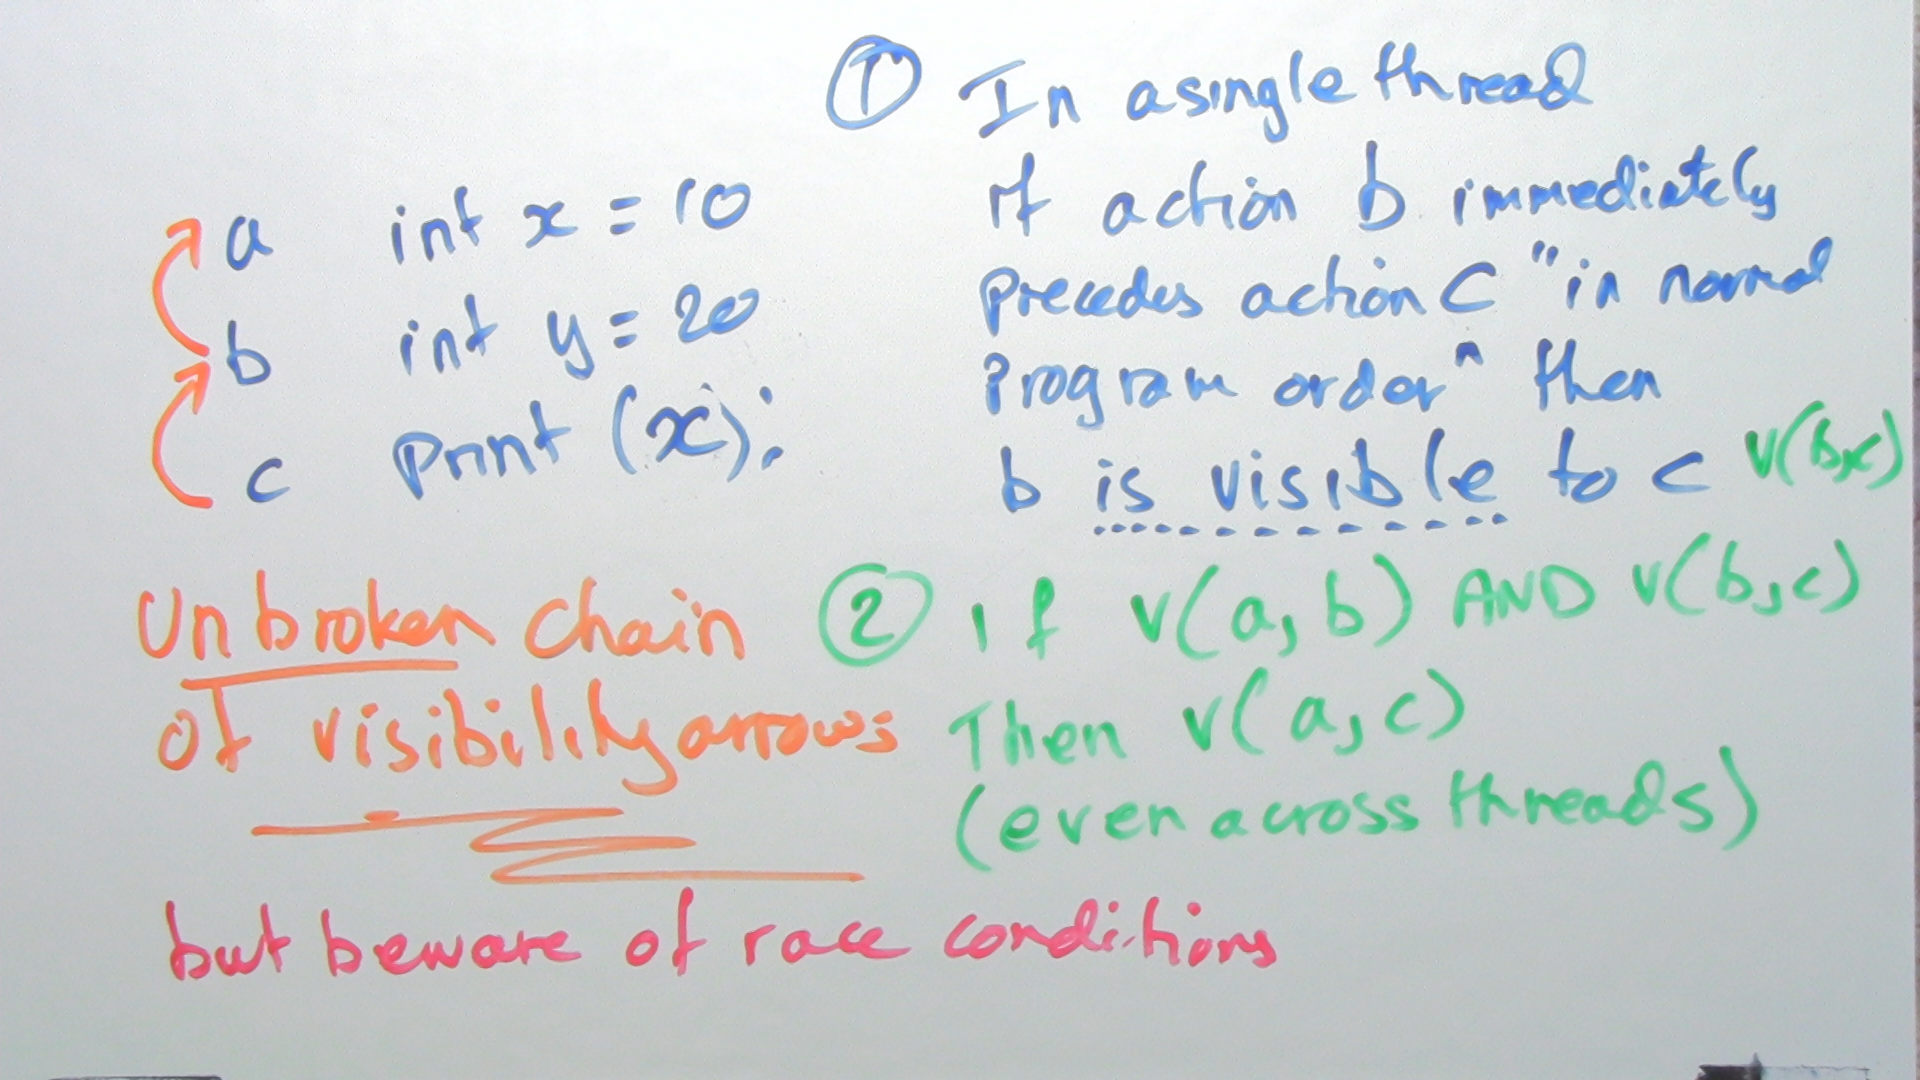 a int x = 10
b int y = 20
c print (x);
Unbroken chain
of visibility arrows
① In a single thread
if action b immediately
precedes action C "in normal
program order" then
b is visible to c v(b,c)
② If v(a,b) AND v(b,c)
Then v(a,c)
(even across threads)
but beware of race conditions